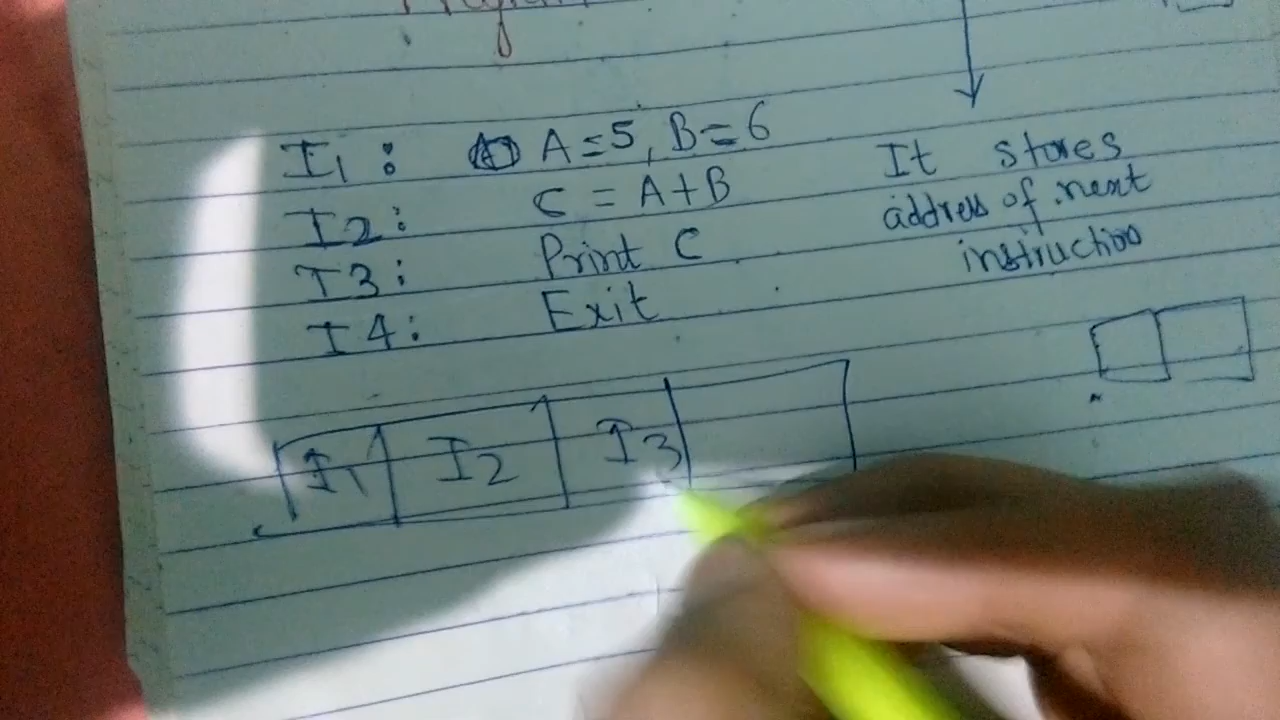 I1: A=5, B=6
I2: C = A+B
I3: Print C
I4: Exit
It stores
address of next
instruction
I1 I2 I3